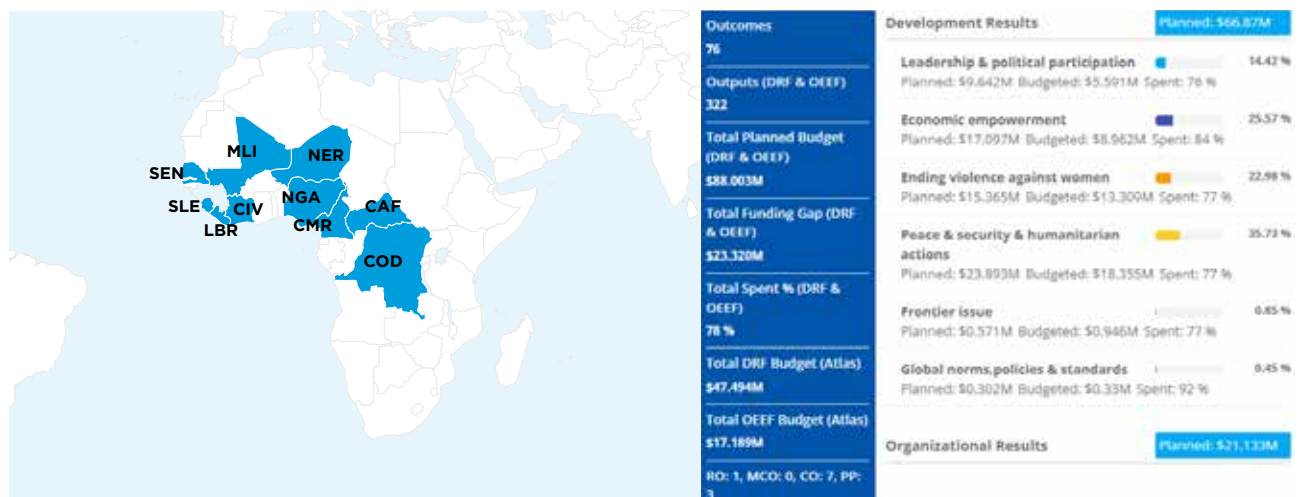 MLI
NER
SEN
NGA
SLE
CIV
CAF
LBR
CMR
COD
Outcomes
76
Outputs (DRF & OEEF)
322
Total Planned Budget
(DRF & OEEF)
$88.003M
Total Funding Gap (DRF
& OEEF)
$23.320M
Total Spent % (DRF &
OEEF)
78 %
Total DRF Budget (Atlas)
$47.494M
Total OEEF Budget (Atlas)
$17.189M
RO: 1, MCO: 0, CO: 7, PP:
3
Development Results
Planned: $66.87M
Leadership & political participation
14.42 %
Planned: $9.642M Budgeted: $5.591M Spent: 76 %
Economic empowerment
25.57 %
Planned: $17.097M Budgeted: $8.962M Spent: 84 %
Ending violence against women
22.98 %
Planned: $15.365M Budgeted: $13.300M Spent: 77 %
Peace & security & humanitarian
actions
35.73 %
Planned: $23.893M Budgeted: $18.355M Spent: 77 %
Frontier issue
0.85 %
Planned: $0.571M Budgeted: $0.946M Spent: 77 %
Global norms,policies & standards
0.45 %
Planned: $0.302M Budgeted: $0.33M Spent: 92 %
Organizational Results
Planned: $21.133M